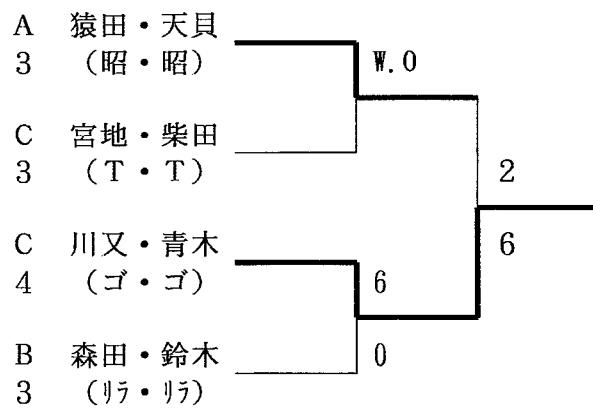 A 猿田・天貝
3 (昭・昭)
W.0
C 宮地・柴田
3 (T・T)
2
6
C 川又・青木
4 (ゴ・ゴ)
6
0
B 森田・鈴木
3 (ﾘﾗ・ﾘﾗ)